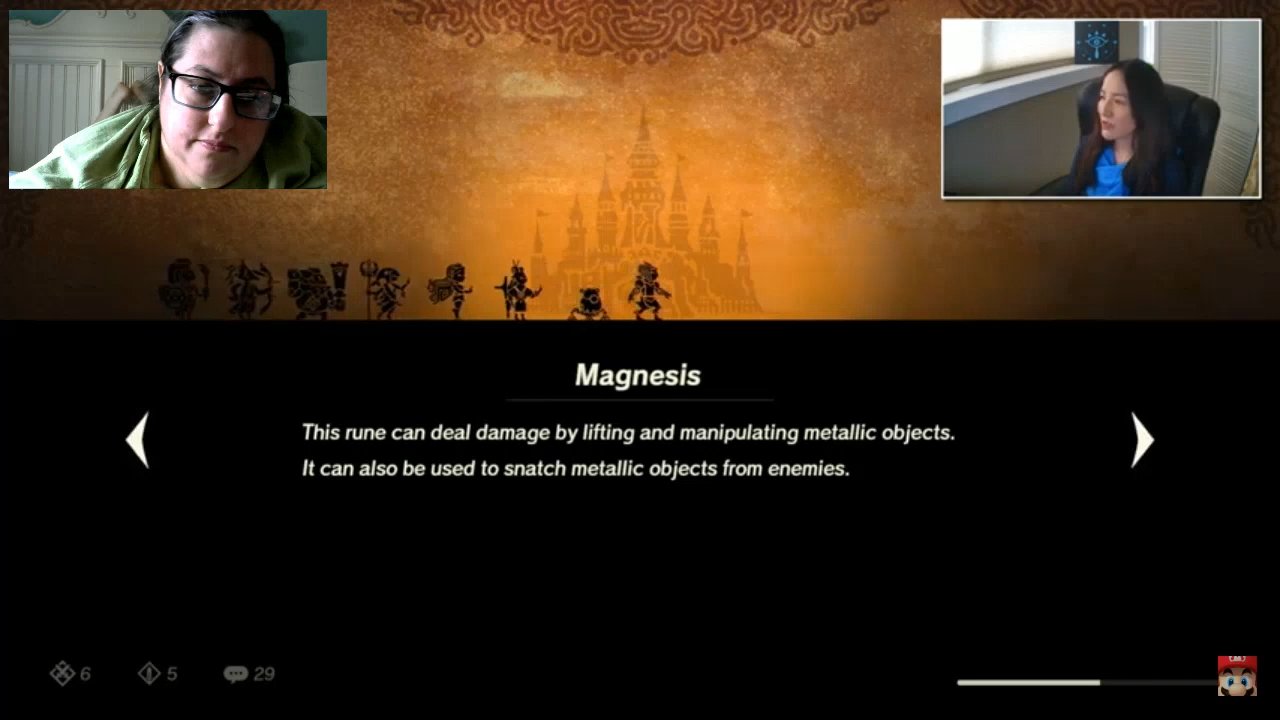 Magnesis
This rune can deal damage by lifting and manipulating metallic objects.
It can also be used to snatch metallic objects from enemies.
6 5 29
M